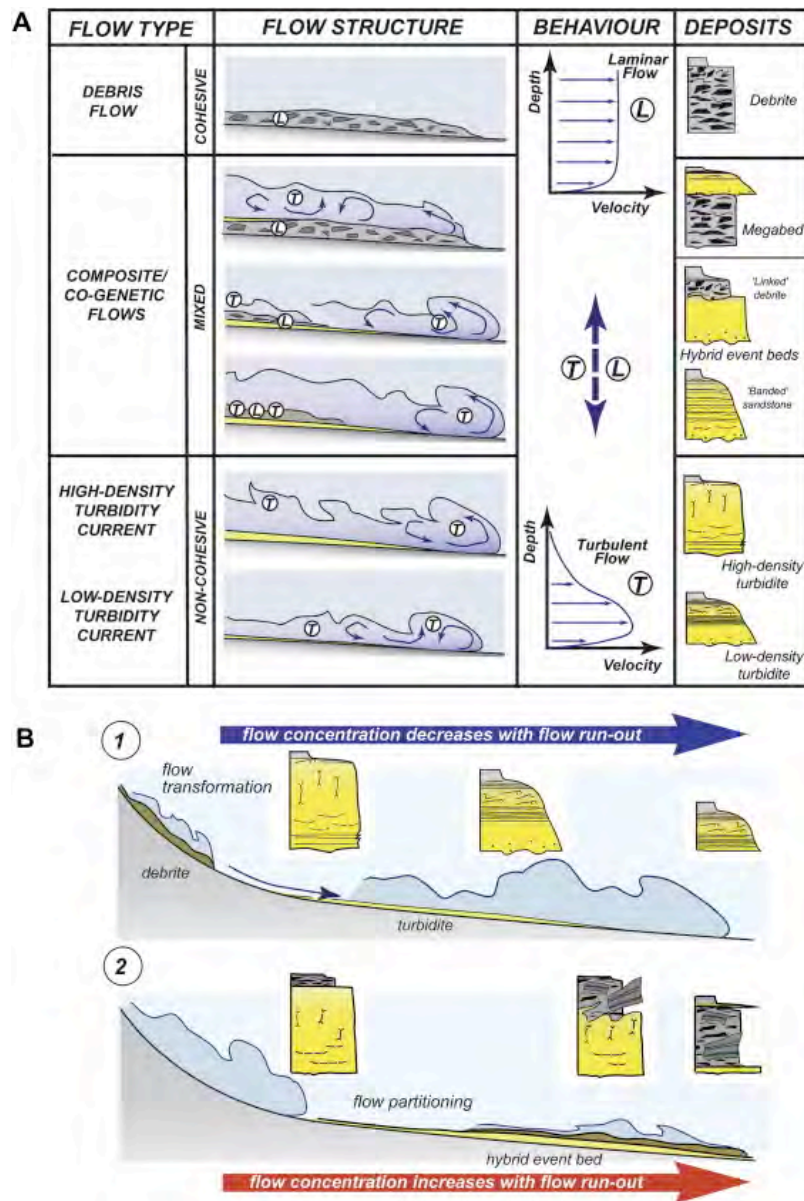 A
FLOW TYPE
FLOW STRUCTURE
BEHAVIOUR
DEPOSITS
DEBRIS
FLOW
COHESIVE
L
Depth
Laminar
Flow
L
Velocity
Debrite
COMPOSITE/
CO-GENETIC
FLOWS
MIXED
T
L
T
L
T
T L T
T
T L
Megabed
'Linked'
debrite
Hybrid event beds
'Banded'
sandstone
HIGH-DENSITY
TURBIDITY
CURRENT
LOW-DENSITY
TURBIDITY
CURRENT
NON-COHESIVE
T
T
T
T
Depth
Turbulent
Flow
T
Velocity
High-density
turbidite
Low-density
turbidite
B
1
flow concentration decreases with flow run-out
flow
transformation
debrite
turbidite
2
flow partitioning
hybrid event bed
flow concentration increases with flow run-out